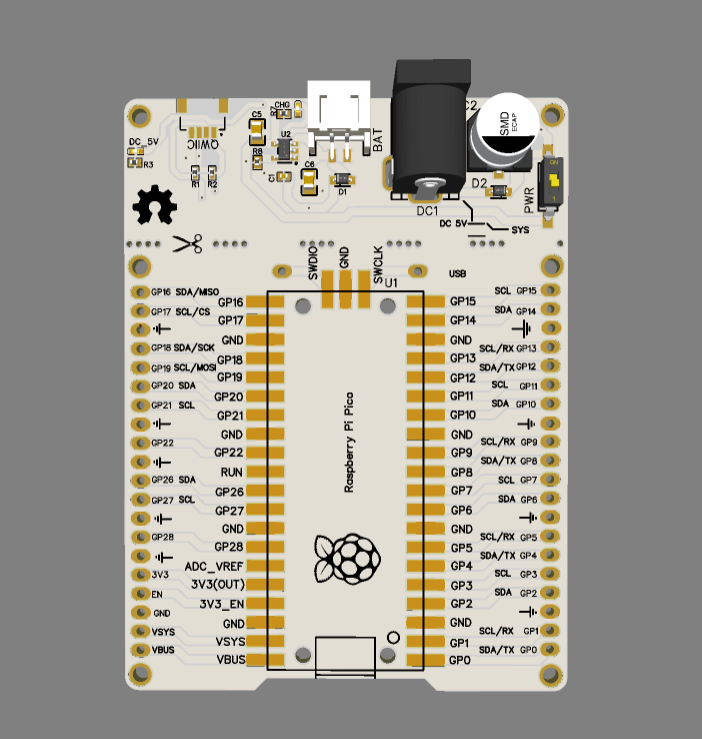 CHG
R7
C5
U2
R8
C1
C6
BAT
D1
C2
SMD
ECAP
D2
DC1
ON
1
PWR
DC 5V
SYS
QWIIC
DC_5V
R3
R1
R2
SWDIO
GND
SWCLK
U1
USB
GP16 SDA/MISO
GP17 SCL/CS
GP18 SDA/SCK
GP19 SCL/MOSI
GP20 SDA
GP21 SCL
GP22
GP26 SDA
GP27 SCL
GP28
3V3
EN
GND
VSYS
VBUS
GP16
GP17
GND
GP18
GP19
GP20
GP21
GND
GP22
RUN
GP26
GP27
GND
GP28
ADC_VREF
3V3(OUT)
3V3_EN
GND
VSYS
VBUS
Raspberry Pi Pico
GP15
GP14
GND
GP13
GP12
GP11
GP10
GND
GP9
GP8
GP7
GP6
GND
GP5
GP4
GP3
GP2
GND
GP1
GP0
SCL GP15
SDA GP14
SCL/RX GP13
SDA/TX GP12
SCL GP11
SDA GP10
SCL/RX GP9
SDA/TX GP8
SCL GP7
SDA GP6
SCL/RX GP5
SDA/TX GP4
SCL GP3
SDA GP2
SCL/RX GP1
SDA/TX GP0